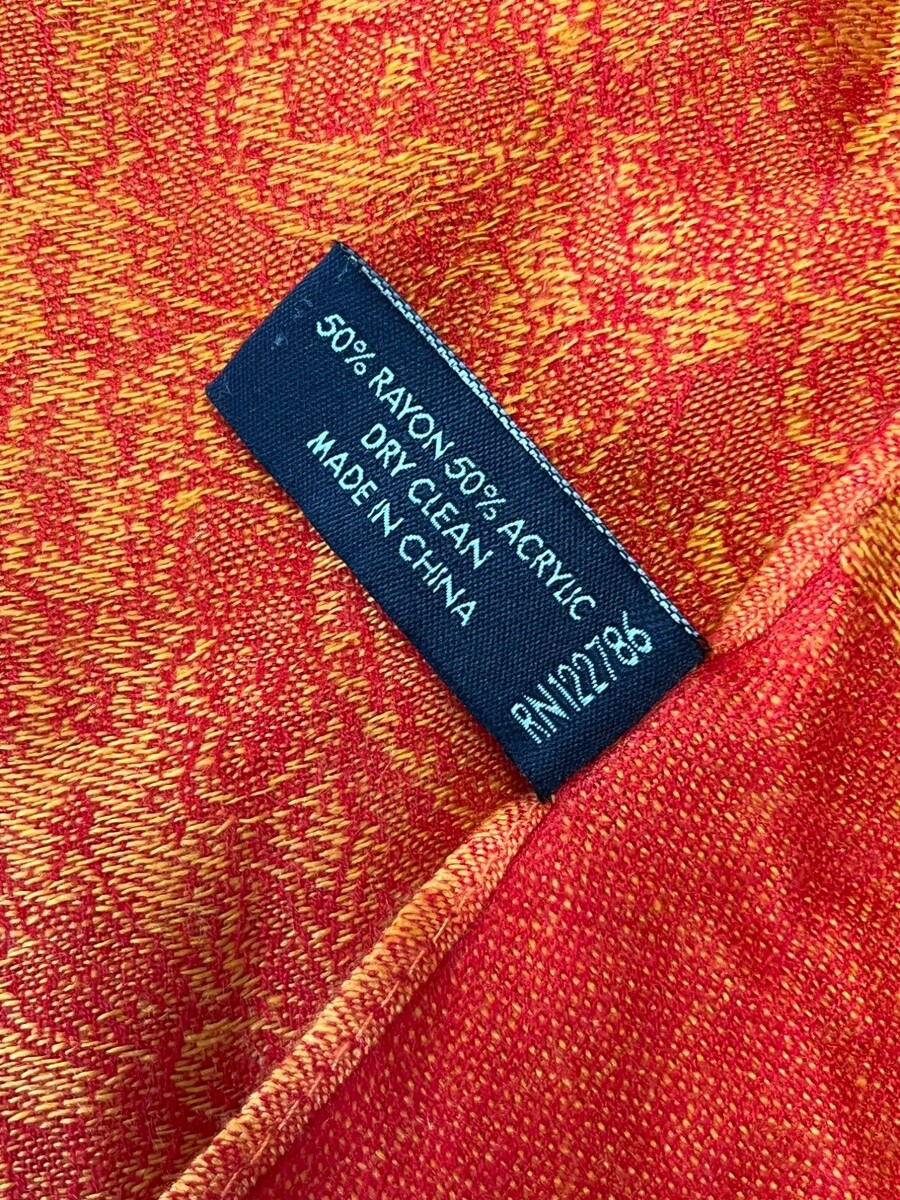 50% RAYON 50% ACRYLIC
DRY CLEAN
MADE IN CHINA
RN122786